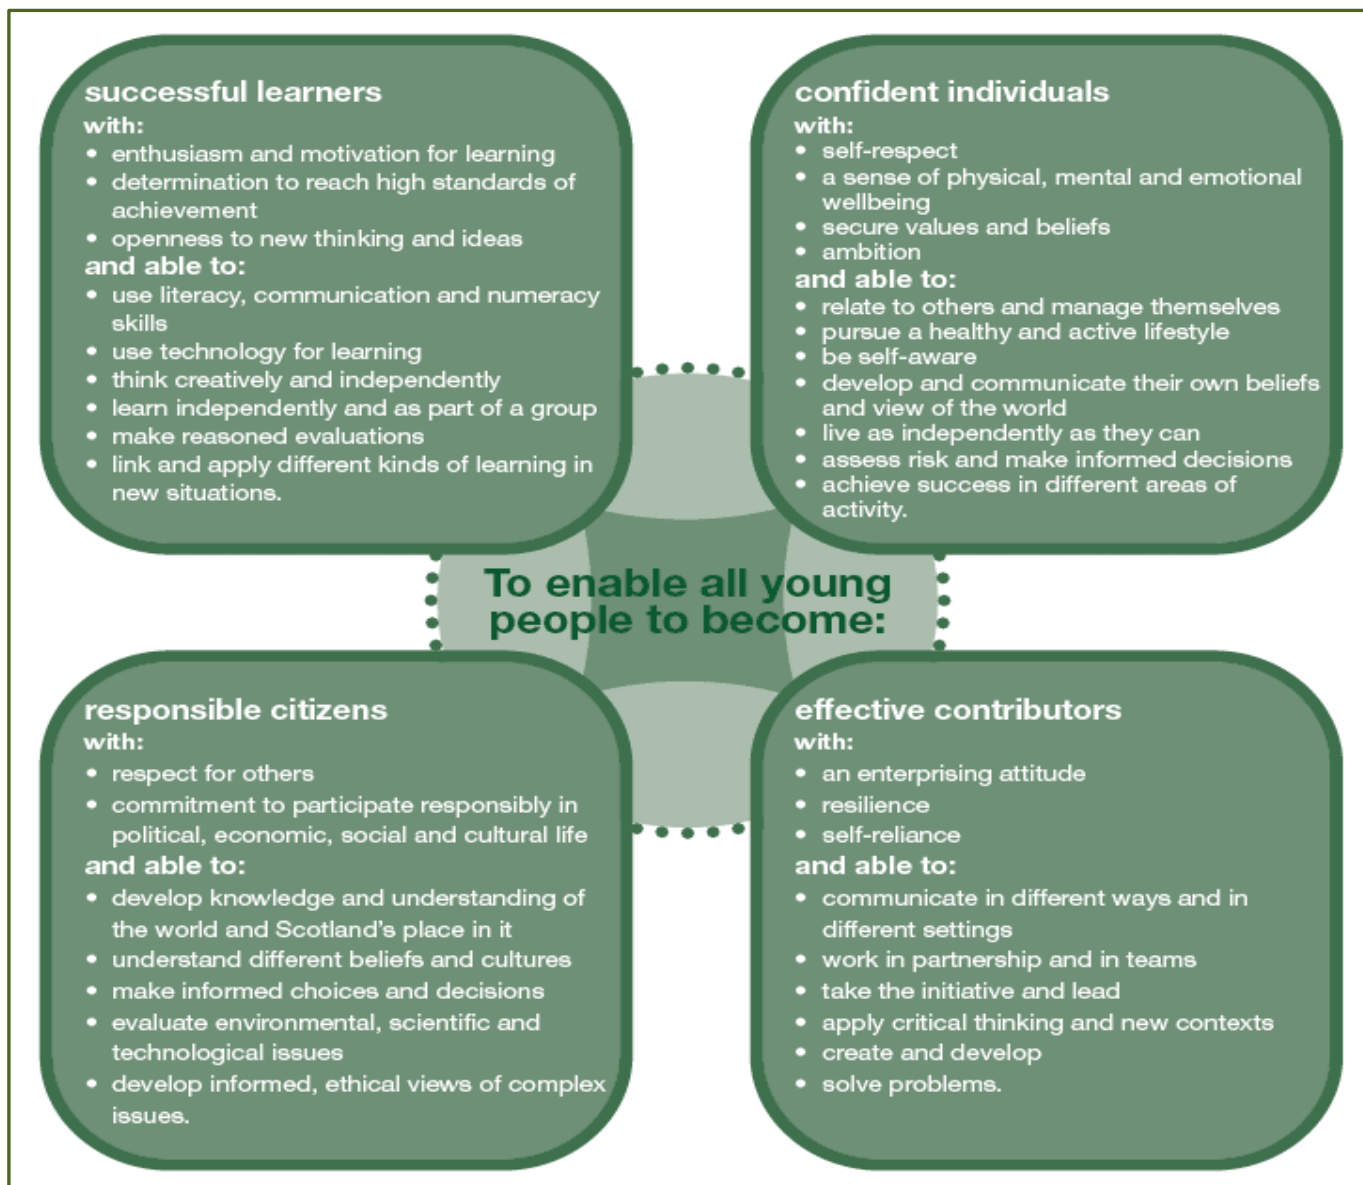 successful learners
with:
• enthusiasm and motivation for learning
• determination to reach high standards of
achievement
• openness to new thinking and ideas
and able to:
• use literacy, communication and numeracy
skills
• use technology for learning
• think creatively and independently
• learn independently and as part of a group
• make reasoned evaluations
• link and apply different kinds of learning in
new situations.
confident individuals
with:
• self-respect
• a sense of physical, mental and emotional
wellbeing
• secure values and beliefs
• ambition
and able to:
• relate to others and manage themselves
• pursue a healthy and active lifestyle
• be self-aware
• develop and communicate their own beliefs
and view of the world
• live as independently as they can
• assess risk and make informed decisions
• achieve success in different areas of
activity.
To enable all young
people to become:
responsible citizens
with:
• respect for others
• commitment to participate responsibly in
political, economic, social and cultural life
and able to:
• develop knowledge and understanding of
the world and Scotland’s place in it
• understand different beliefs and cultures
• make informed choices and decisions
• evaluate environmental, scientific and
technological issues
• develop informed, ethical views of complex
issues.
effective contributors
with:
• an enterprising attitude
• resilience
• self-reliance
and able to:
• communicate in different ways and in
different settings
• work in partnership and in teams
• take the initiative and lead
• apply critical thinking and new contexts
• create and develop
• solve problems.